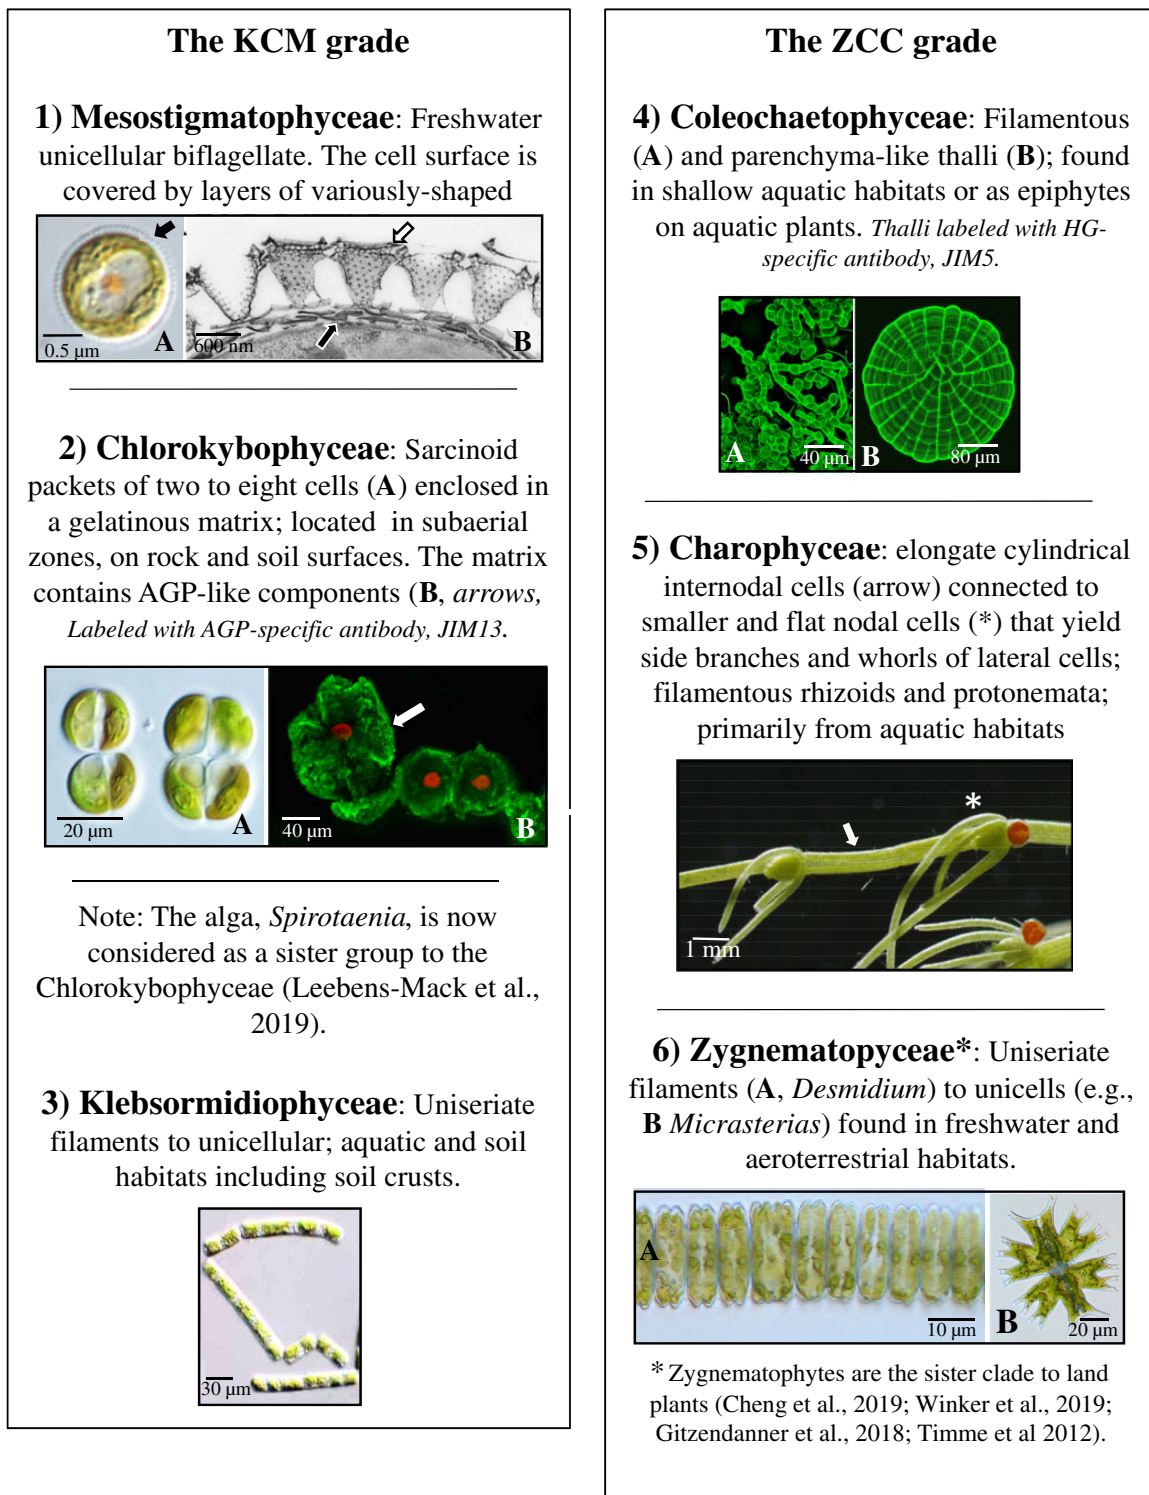 The KCM grade
1) Mesostigmatophyceae: Freshwater
unicellular biflagellate. The cell surface is
covered by layers of variously-shaped
0.5 µm
A
600 nm
B
2) Chlorokybophyceae: Sarcinoid
packets of two to eight cells (A) enclosed in
a gelatinous matrix; located in subaerial
zones, on rock and soil surfaces. The matrix
contains AGP-like components (B, arrows,
Labeled with AGP-specific antibody, JIM13.
20 µm
A
40 µm
B
Note: The alga, Spirotaenia, is now
considered as a sister group to the
Chlorokybophyceae (Leebens-Mack et al.,
2019).
3) Klebsormidiophyceae: Uniseriate
filaments to unicellular; aquatic and soil
habitats including soil crusts.
30 µm
The ZCC grade
4) Coleochaetophyceae: Filamentous
(A) and parenchyma-like thalli (B); found
in shallow aquatic habitats or as epiphytes
on aquatic plants. Thalli labeled with HG-
specific antibody, JIM5.
A
40 µm
B
80 µm
5) Charophyceae: elongate cylindrical
internodal cells (arrow) connected to
smaller and flat nodal cells (*) that yield
side branches and whorls of lateral cells;
filamentous rhizoids and protonemata;
primarily from aquatic habitats
*
1 mm
6) Zygnematopyceae*: Uniseriate
filaments (A, Desmidium) to unicells (e.g.,
B Micrasterias) found in freshwater and
aeroterrestrial habitats.
A
10 µm
B
20 µm
* Zygnematophytes are the sister clade to land
plants (Cheng et al., 2019; Winker et al., 2019;
Gitzendanner et al., 2018; Timme et al 2012).